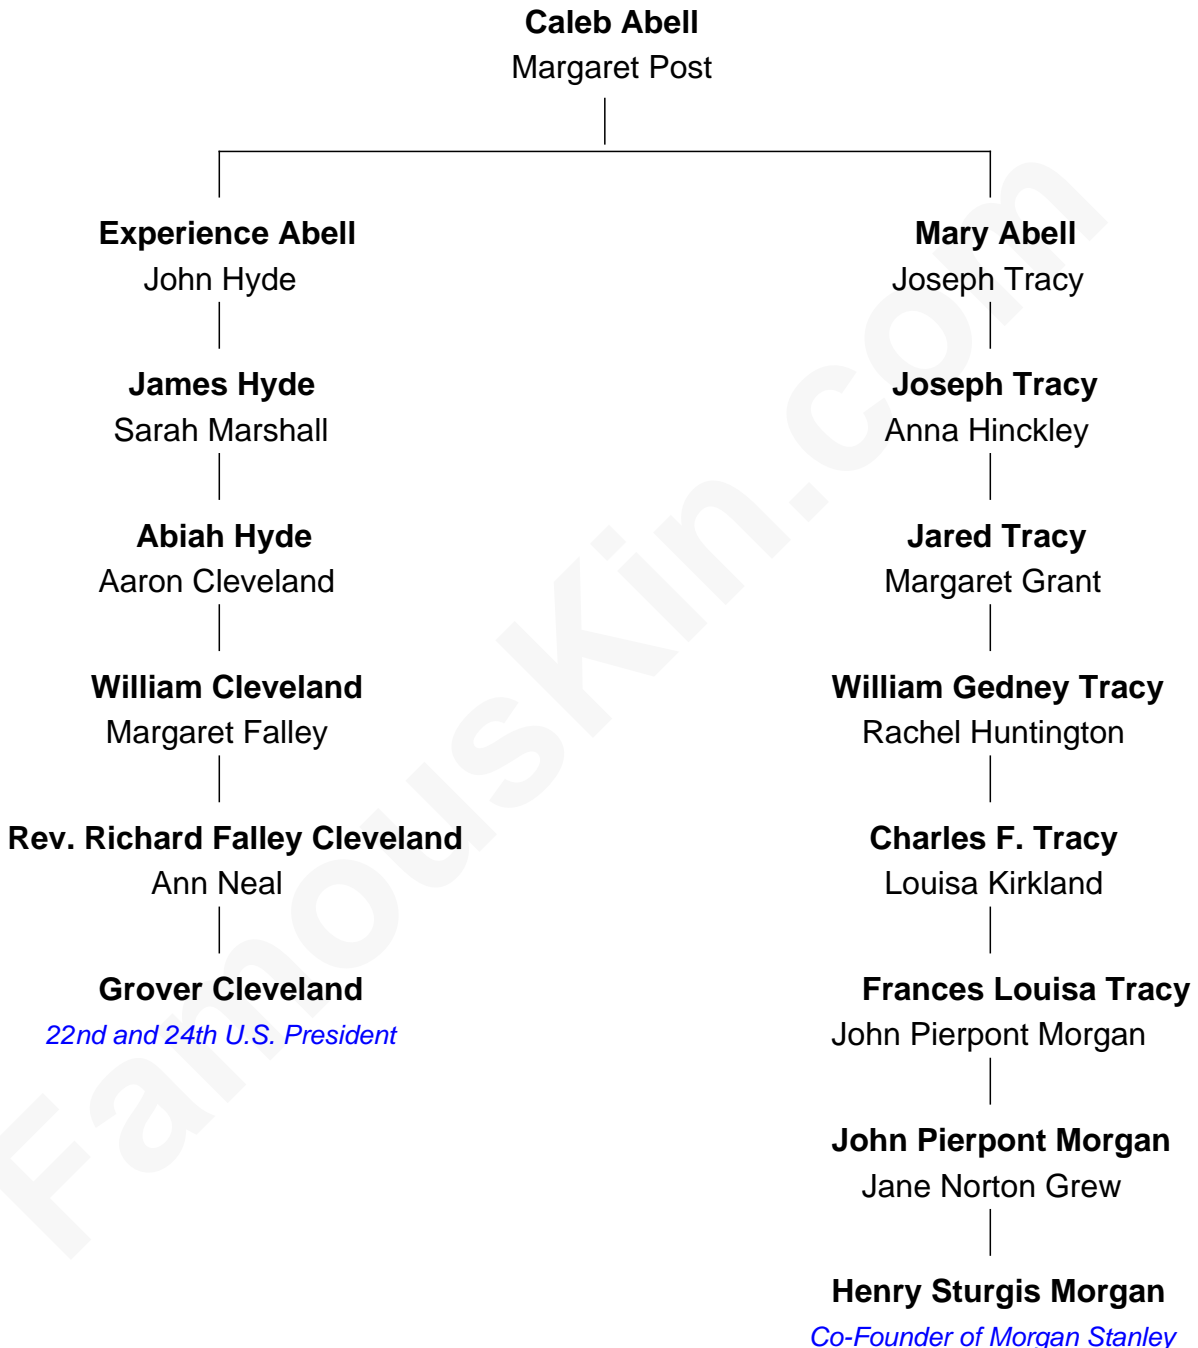 Caleb Abell
Margaret Post
Experience Abell
John Hyde
James Hyde
Sarah Marshall
Abiah Hyde
Aaron Cleveland
William Cleveland
Margaret Falley
Rev. Richard Falley Cleveland
Ann Neal
Grover Cleveland
22nd and 24th U.S. President
Mary Abell
Joseph Tracy
Joseph Tracy
Anna Hinckley
Jared Tracy
Margaret Grant
William Gedney Tracy
Rachel Huntington
Charles F. Tracy
Louisa Kirkland
Frances Louisa Tracy
John Pierpont Morgan
John Pierpont Morgan
Jane Norton Grew
Henry Sturgis Morgan
Co-Founder of Morgan Stanley
FamousKin.com